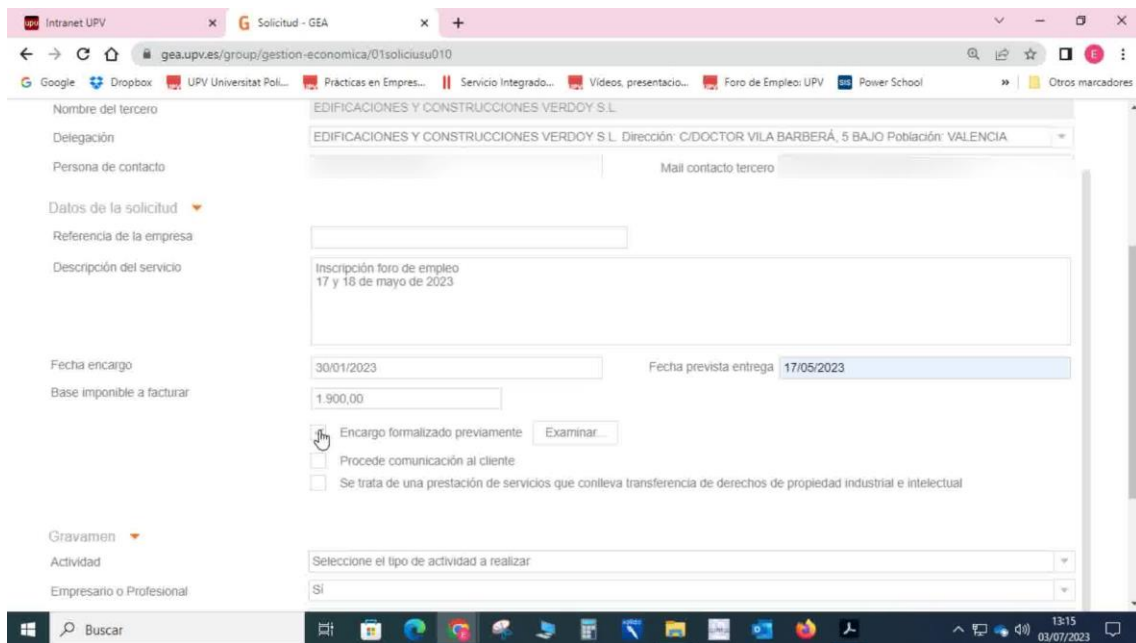 Intranet UPV
Solicitud - GEA
gea.upv.es/group/gestion-economica/01soliciusu010
E
Google Dropbox UPV Universitat Poli... Prácticas en Empres... Servicio Integrado... Vídeos, presentacio... Foro de Empleo: UPV SIS Power School » Otros marcadores
Nombre del tercero EDIFICACIONES Y CONSTRUCCIONES VERDOY S.L.
Delegación EDIFICACIONES Y CONSTRUCCIONES VERDOY S.L. Dirección: C/DOCTOR VILA BARBERÁ, 5 BAJO Población: VALENCIA
Persona de contacto Mail contacto tercero
Datos de la solicitud
Referencia de la empresa
Descripción del servicio Inscripción foro de empleo
17 y 18 de mayo de 2023
Fecha encargo 30/01/2023 Fecha prevista entrega 17/05/2023
Base imponible a facturar 1.900,00
Encargo formalizado previamente Examinar...
Procede comunicación al cliente
Se trata de una prestación de servicios que conlleva transferencia de derechos de propiedad industrial e intelectual
Gravamen
Actividad Seleccione el tipo de actividad a realizar
Empresario o Profesional Sí
Buscar 13:15
03/07/2023